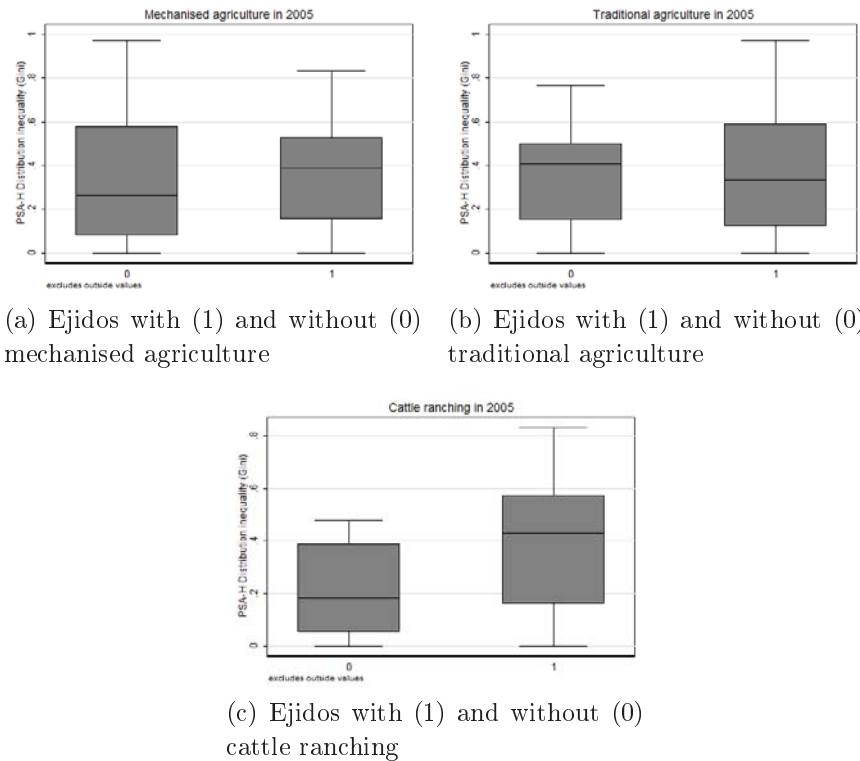 Mechanised agriculture in 2005
PSA-H Distribution inequality (Gini)
1
.8
.6
.4
.2
0
0 1
excludes outside values
(a) Ejidos with (1) and without (0)
mechanised agriculture
Traditional agriculture in 2005
PSA-H Distribution inequality (Gini)
1
.8
.6
.4
.2
0
0 1
excludes outside values
(b) Ejidos with (1) and without (0)
traditional agriculture
Cattle ranching in 2005
PSA-H Distribution inequality (Gini)
.8
.6
.4
.2
0
0 1
excludes outside values
(c) Ejidos with (1) and without (0)
cattle ranching